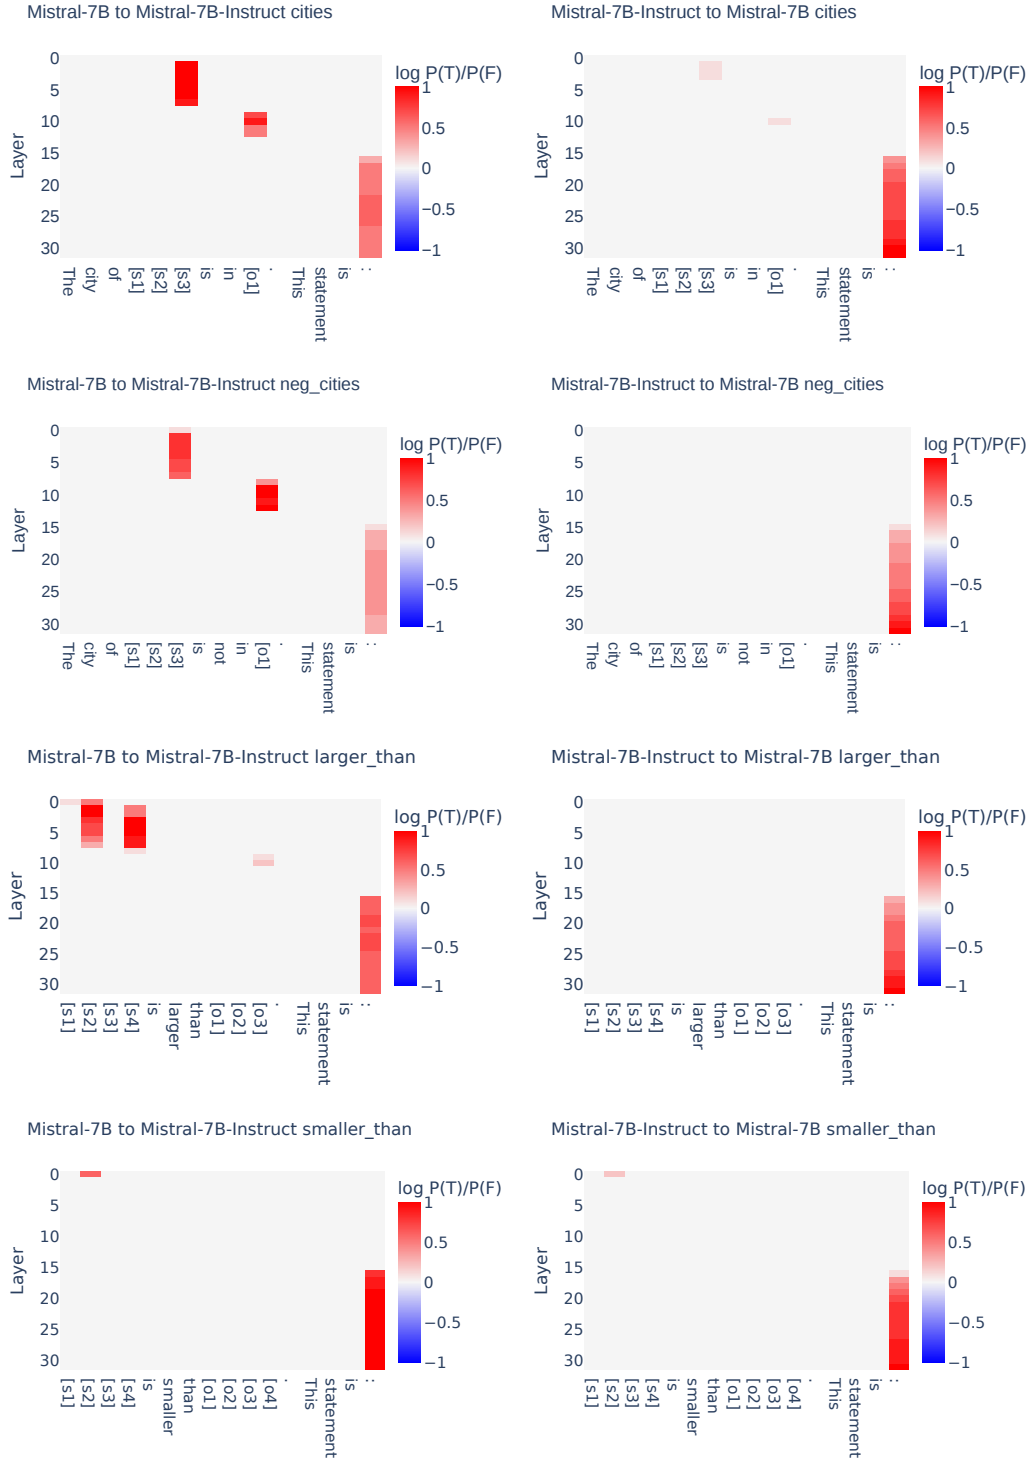 Mistral-7B to Mistral-7B-Instruct cities
log P(T)/P(F)
Layer
0
5
10
15
20
25
30
1
0.5
0
−0.5
−1
The
city
of
[s1]
[s2]
[s3]
is
in
[o1]
.
This
statement
is
:
Mistral-7B-Instruct to Mistral-7B cities
log P(T)/P(F)
Layer
0
5
10
15
20
25
30
1
0.5
0
−0.5
−1
The
city
of
[s1]
[s2]
[s3]
is
in
[o1]
.
This
statement
is
:
Mistral-7B to Mistral-7B-Instruct neg_cities
log P(T)/P(F)
Layer
0
5
10
15
20
25
30
1
0.5
0
−0.5
−1
The
city
of
[s1]
[s2]
[s3]
is
not
in
[o1]
.
This
statement
is
:
Mistral-7B-Instruct to Mistral-7B neg_cities
log P(T)/P(F)
Layer
0
5
10
15
20
25
30
1
0.5
0
−0.5
−1
The
city
of
[s1]
[s2]
[s3]
is
not
in
[o1]
.
This
statement
is
:
Mistral-7B to Mistral-7B-Instruct larger_than
log P(T)/P(F)
Layer
0
5
10
15
20
25
30
1
0.5
0
−0.5
−1
[s1]
[s2]
[s3]
[s4]
is
larger
than
[o1]
[o2]
[o3]
.
This
statement
is
:
Mistral-7B-Instruct to Mistral-7B larger_than
log P(T)/P(F)
Layer
0
5
10
15
20
25
30
1
0.5
0
−0.5
−1
[s1]
[s2]
[s3]
[s4]
is
larger
than
[o1]
[o2]
[o3]
.
This
statement
is
:
Mistral-7B to Mistral-7B-Instruct smaller_than
log P(T)/P(F)
Layer
0
5
10
15
20
25
30
1
0.5
0
−0.5
−1
[s1]
[s2]
[s3]
[s4]
is
smaller
than
[o1]
[o2]
[o3]
[o4]
.
This
statement
is
:
Mistral-7B-Instruct to Mistral-7B smaller_than
log P(T)/P(F)
Layer
0
5
10
15
20
25
30
1
0.5
0
−0.5
−1
[s1]
[s2]
[s3]
[s4]
is
smaller
than
[o1]
[o2]
[o3]
[o4]
.
This
statement
is
: